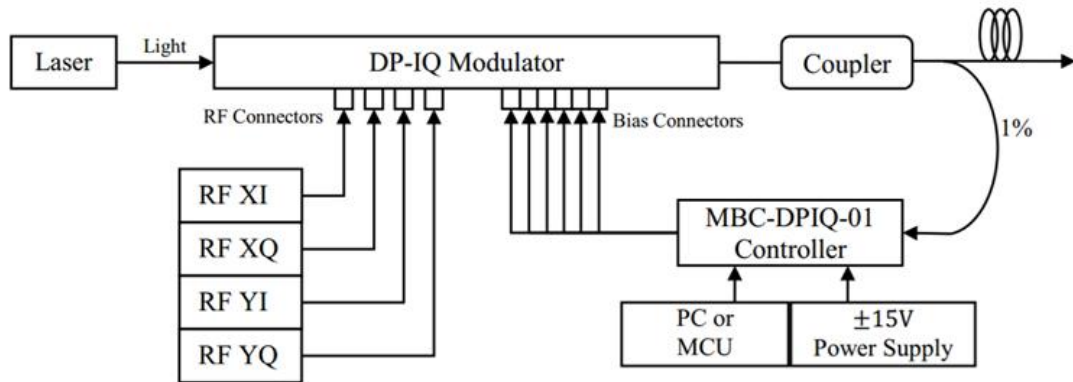 Laser
Light
DP-IQ Modulator
Coupler
RF Connectors
Bias Connectors
1%
RF XI
RF XQ
RF YI
RF YQ
MBC-DPIQ-01
Controller
PC or
MCU
±15V
Power Supply